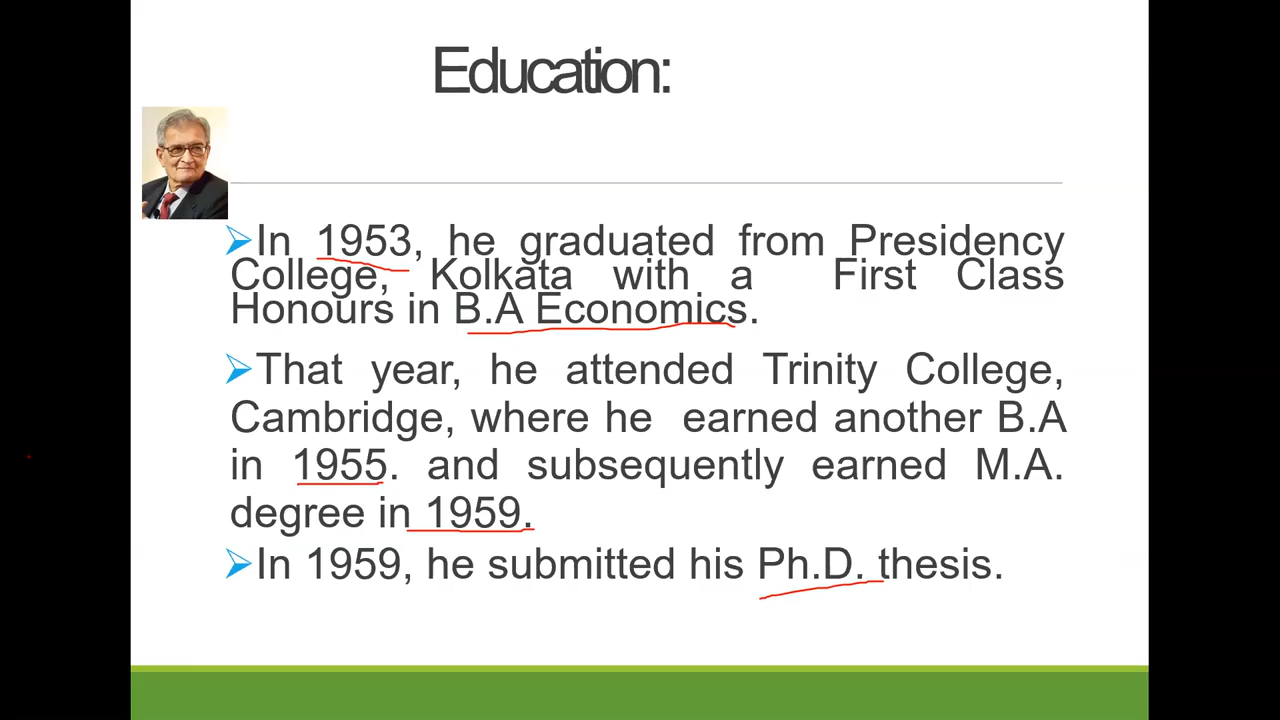 Education:
➢In 1953, he graduated from Presidency
College, Kolkata with a First Class
Honours in B.A Economics.
➢That year, he attended Trinity College,
Cambridge, where he earned another B.A
in 1955. and subsequently earned M.A.
degree in 1959.
➢In 1959, he submitted his Ph.D. thesis.